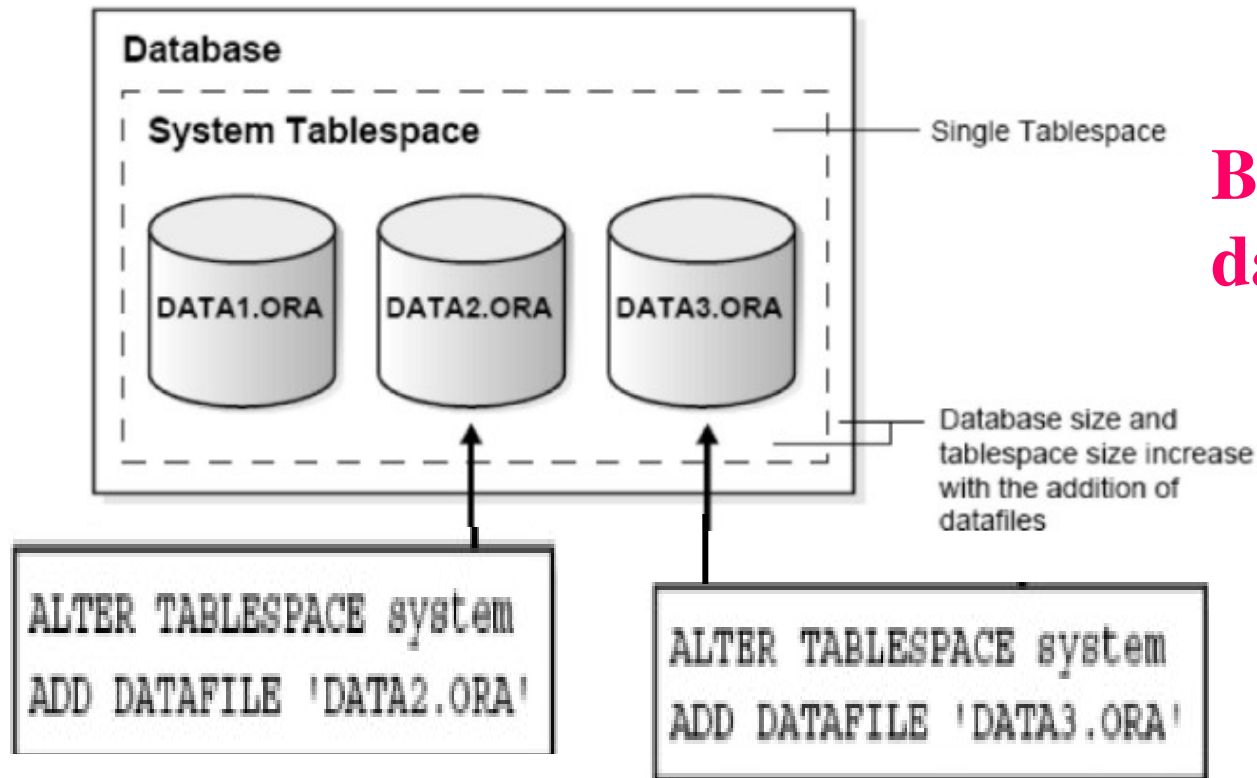 Database
System Tablespace
Single Tablespace
DATA1.ORA
DATA2.ORA
DATA3.ORA
Database size and
tablespace size increase
with the addition of
datafiles
ALTER TABLESPACE system
ADD DATAFILE 'DATA2.ORA'
ALTER TABLESPACE system
ADD DATAFILE 'DATA3.ORA'